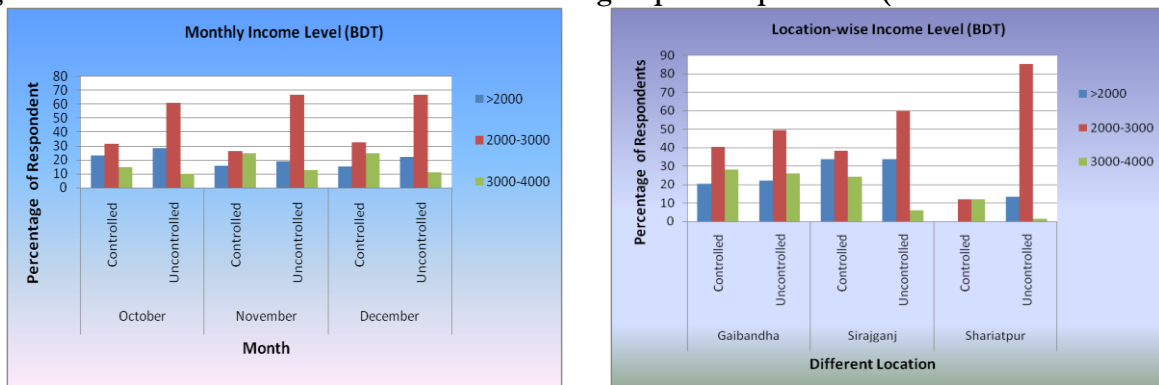 Monthly Income Level (BDT)
Percentage of Respondent
80
70
60
50
40
30
20
10
0
>2000
2000-3000
3000-4000
Controlled
Uncontrolled
Controlled
Uncontrolled
Controlled
Uncontrolled
October
November
December
Month
Location-wise Income Level (BDT)
Percentage of Respondents
90
80
70
60
50
40
30
20
10
0
>2000
2000-3000
3000-4000
Controlled
Uncontrolled
Controlled
Uncontrolled
Controlled
Uncontrolled
Gaibandha
Sirajganj
Shariatpur
Different Location